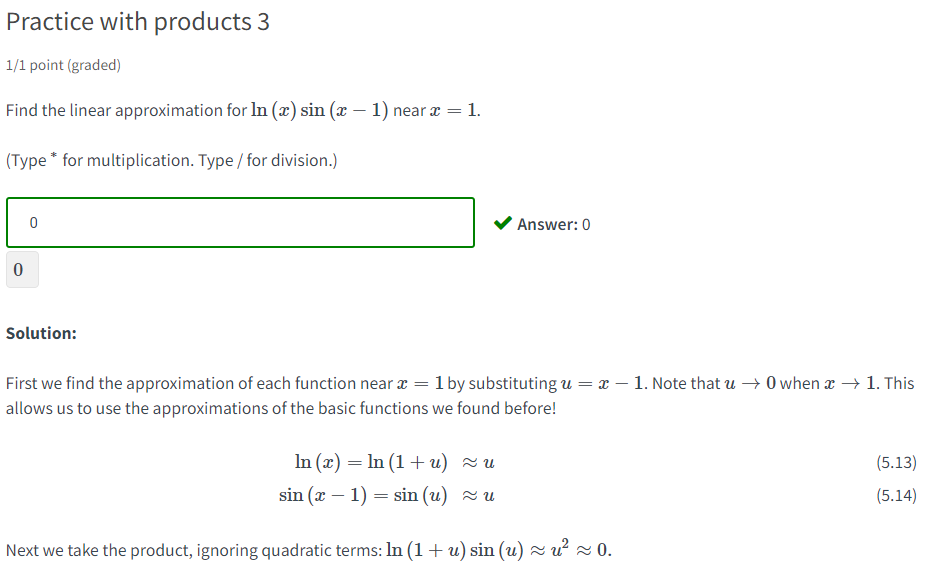 Practice with products 3
1/1 point (graded)
Find the linear approximation for ln (x) sin (x − 1) near x = 1.
(Type * for multiplication. Type / for division.)
0
✔ Answer: 0
0
Solution:
First we find the approximation of each function near x = 1 by substituting u = x − 1. Note that u → 0 when x → 1. This
allows us to use the approximations of the basic functions we found before!
ln (x) = ln (1 + u) ≈ u (5.13)
sin (x − 1) = sin (u) ≈ u (5.14)
Next we take the product, ignoring quadratic terms: ln (1 + u) sin (u) ≈ u² ≈ 0.